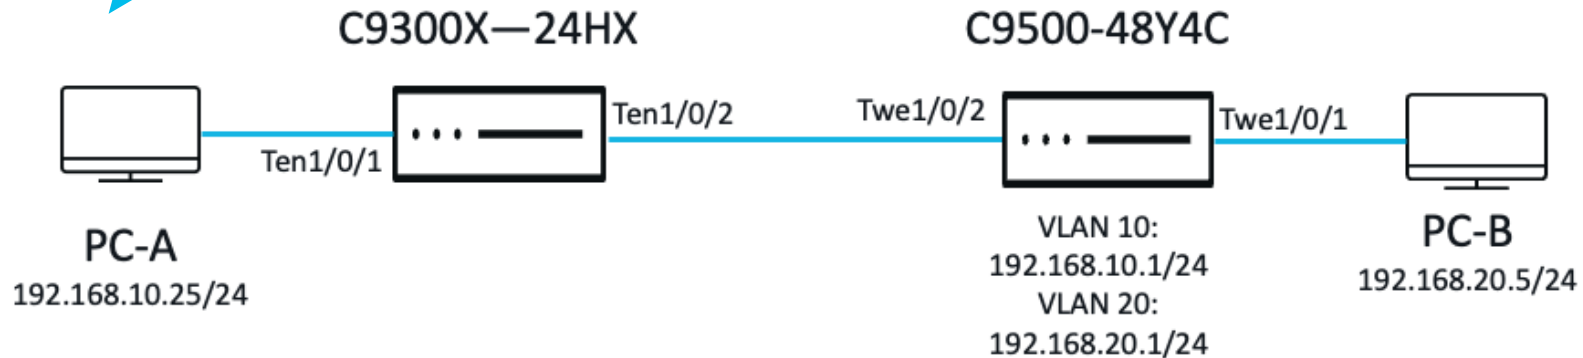 C9300X—24HX
C9500-48Y4C
Ten1/0/1
Ten1/0/2
Twe1/0/2
Twe1/0/1
PC-A
192.168.10.25/24
VLAN 10:
192.168.10.1/24
VLAN 20:
192.168.20.1/24
PC-B
192.168.20.5/24